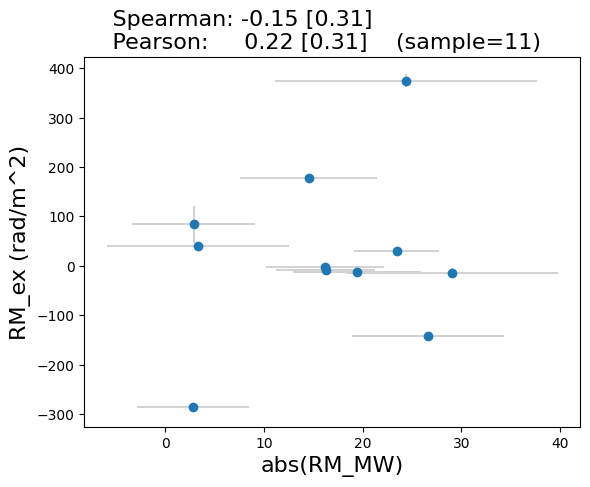 Spearman: -0.15 [0.31]
Pearson: 0.22 [0.31] (sample=11)
400
300
200
100
0
−100
−200
−300
RM_ex (rad/m^2)
0 10 20 30 40
abs(RM_MW)